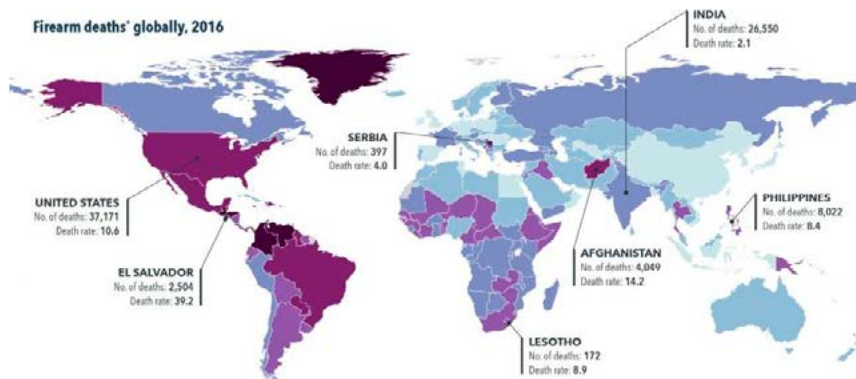 Firearm deaths* globally, 2016
INDIA
No. of deaths: 26,550
Death rate: 2.1
SERBIA
No. of deaths: 397
Death rate: 4.0
UNITED STATES
No. of deaths: 37,171
Death rate: 10.6
PHILIPPINES
No. of deaths: 8,022
Death rate: 8.4
EL SALVADOR
No. of deaths: 2,504
Death rate: 39.2
AFGHANISTAN
No. of deaths: 4,049
Death rate: 14.2
LESOTHO
No. of deaths: 172
Death rate: 8.9